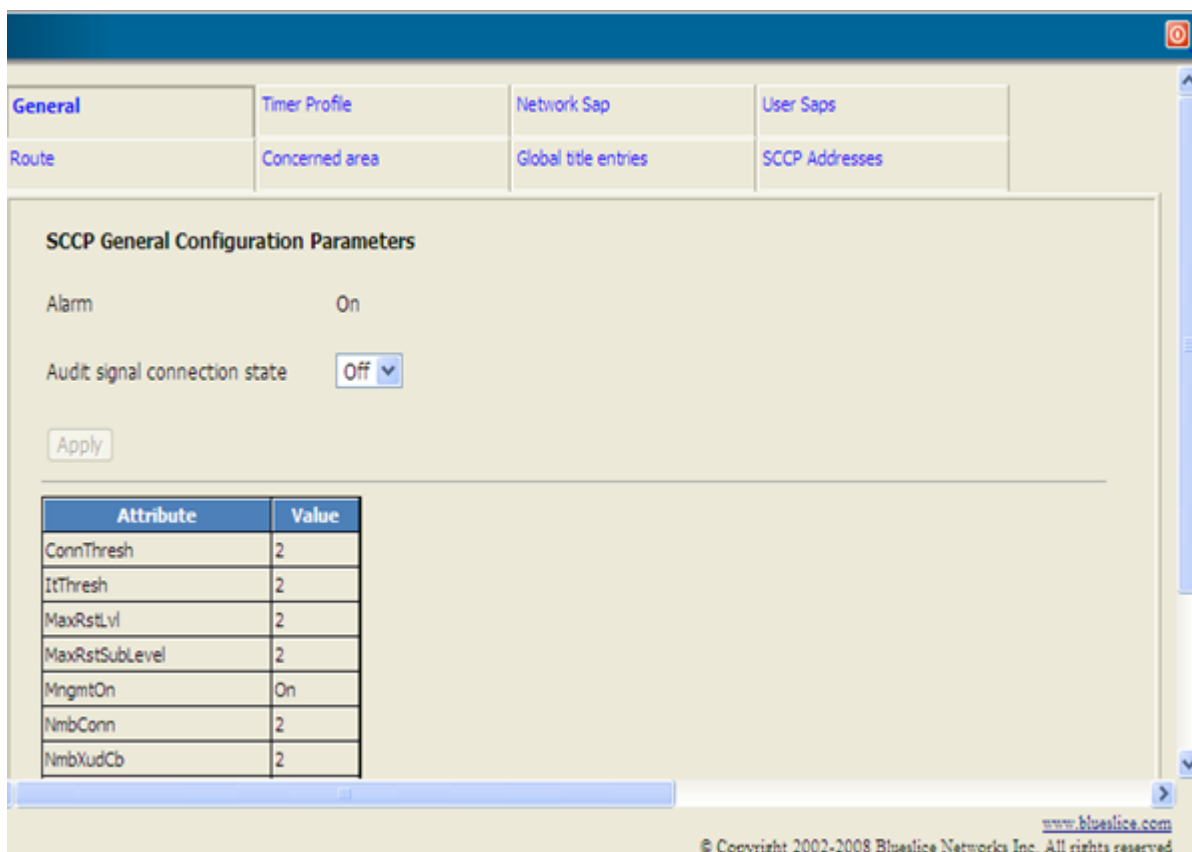 General Timer Profile Network Sap User Saps
Route Concerned area Global title entries SCCP Addresses
SCCP General Configuration Parameters
Alarm On
Audit signal connection state Off
Apply
Attribute Value
ConnThresh 2
ItThresh 2
MaxRstLvl 2
MaxRstSubLevel 2
MngmtOn On
NmbConn 2
NmbXudCb 2
www.blueslice.com
© Copyright 2002-2008 Blueslice Networks Inc. All rights reserved